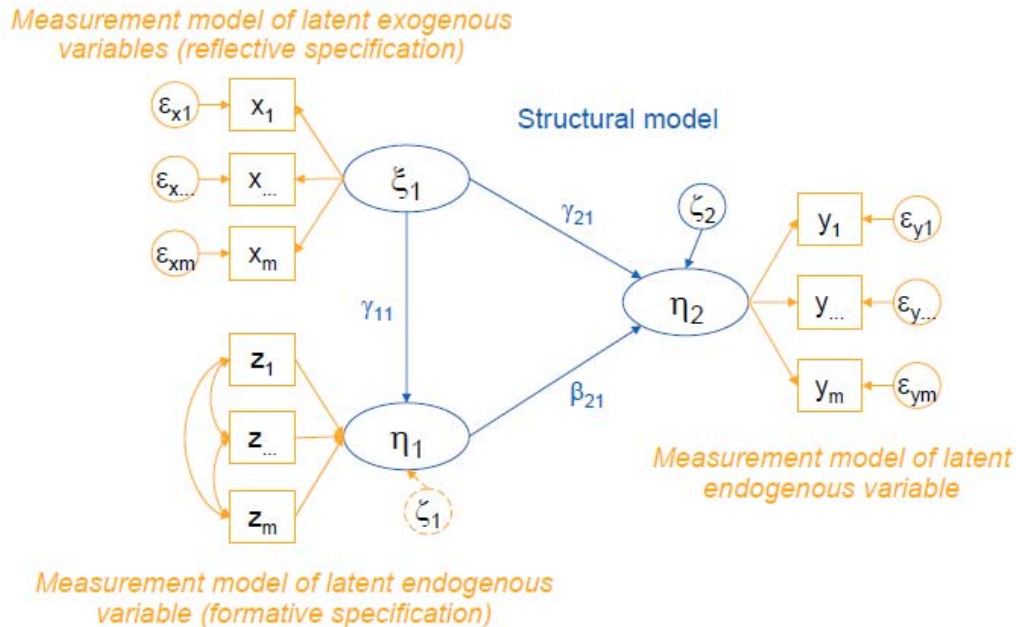 Measurement model of latent exogenous
variables (reflective specification)
εx1
x1
Structural model
εx...
x...
ξ1
γ21
ζ2
y1
εy1
εxm
xm
γ11
η2
y...
εy...
z1
β21
ym
εym
z...
η1
Measurement model of latent
endogenous variable
zm
ζ1
Measurement model of latent endogenous
variable (formative specification)